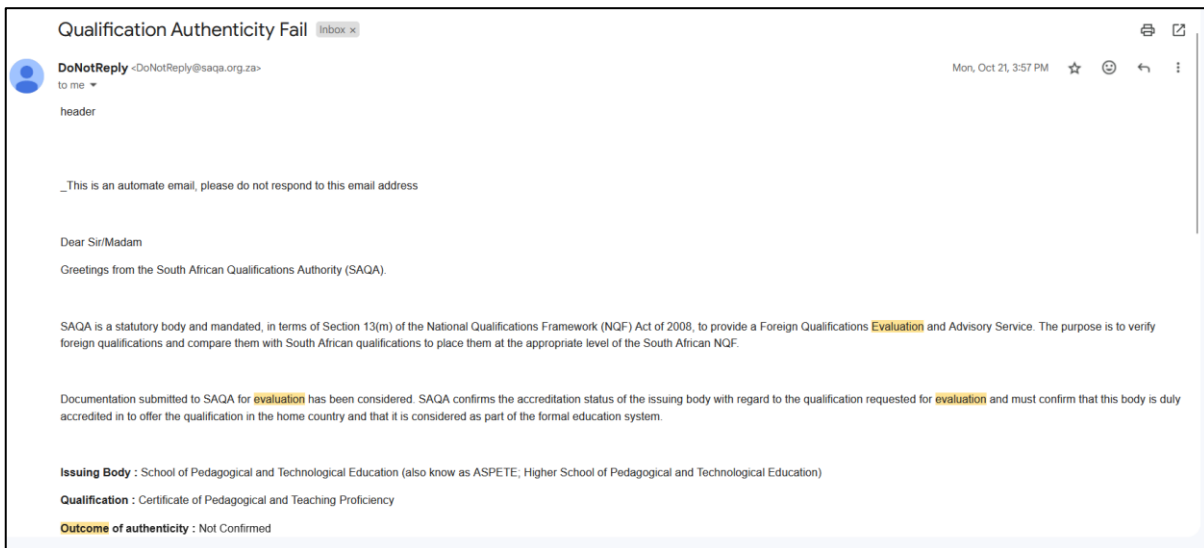 Qualification Authenticity Fail Inbox x
DoNotReply <DoNotReply@saqa.org.za>
Mon, Oct 21, 3:57 PM
to me
header
_This is an automate email, please do not respond to this email address
Dear Sir/Madam
Greetings from the South African Qualifications Authority (SAQA).
SAQA is a statutory body and mandated, in terms of Section 13(m) of the National Qualifications Framework (NQF) Act of 2008, to provide a Foreign Qualifications Evaluation and Advisory Service. The purpose is to verify
foreign qualifications and compare them with South African qualifications to place them at the appropriate level of the South African NQF.
Documentation submitted to SAQA for evaluation has been considered. SAQA confirms the accreditation status of the issuing body with regard to the qualification requested for evaluation and must confirm that this body is duly
accredited in to offer the qualification in the home country and that it is considered as part of the formal education system.
Issuing Body : School of Pedagogical and Technological Education (also know as ASPETE; Higher School of Pedagogical and Technological Education)
Qualification : Certificate of Pedagogical and Teaching Proficiency
Outcome of authenticity : Not Confirmed